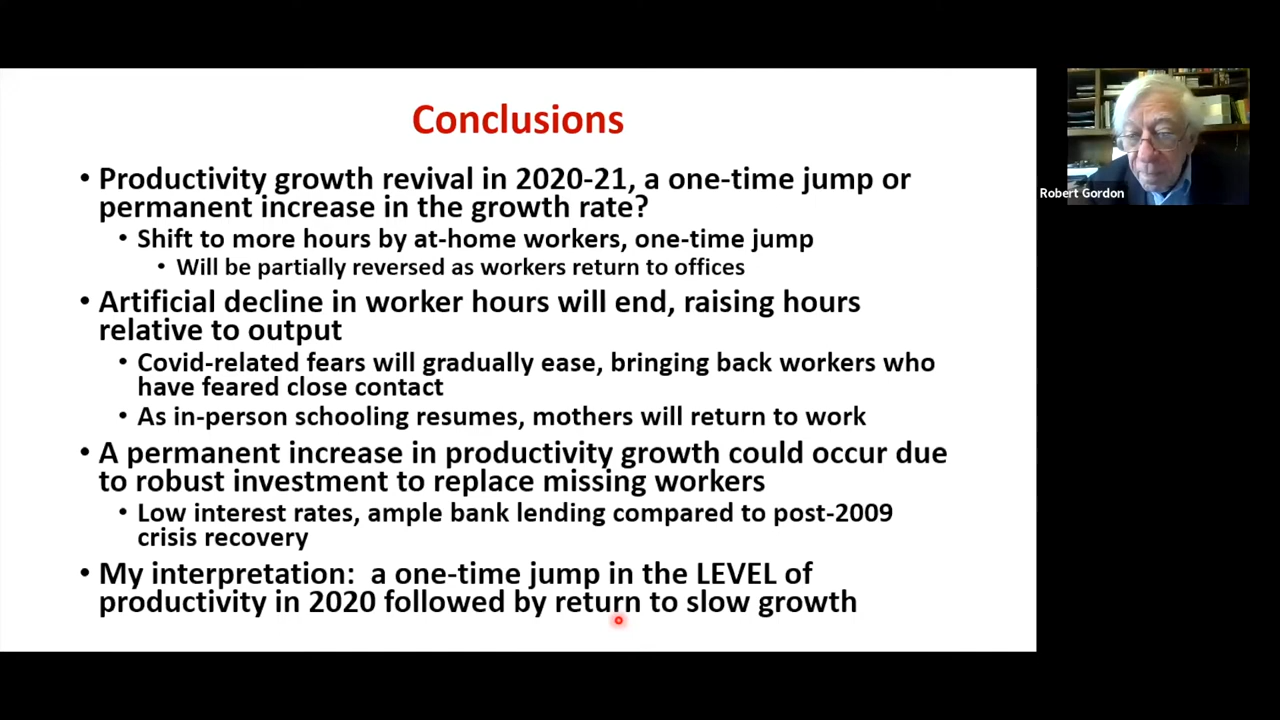 Conclusions
• Productivity growth revival in 2020-21, a one-time jump or
permanent increase in the growth rate?
• Shift to more hours by at-home workers, one-time jump
• Will be partially reversed as workers return to offices
• Artificial decline in worker hours will end, raising hours
relative to output
• Covid-related fears will gradually ease, bringing back workers who
have feared close contact
• As in-person schooling resumes, mothers will return to work
• A permanent increase in productivity growth could occur due
to robust investment to replace missing workers
• Low interest rates, ample bank lending compared to post-2009
crisis recovery
• My interpretation:  a one-time jump in the LEVEL of
productivity in 2020 followed by return to slow growth
Robert Gordon